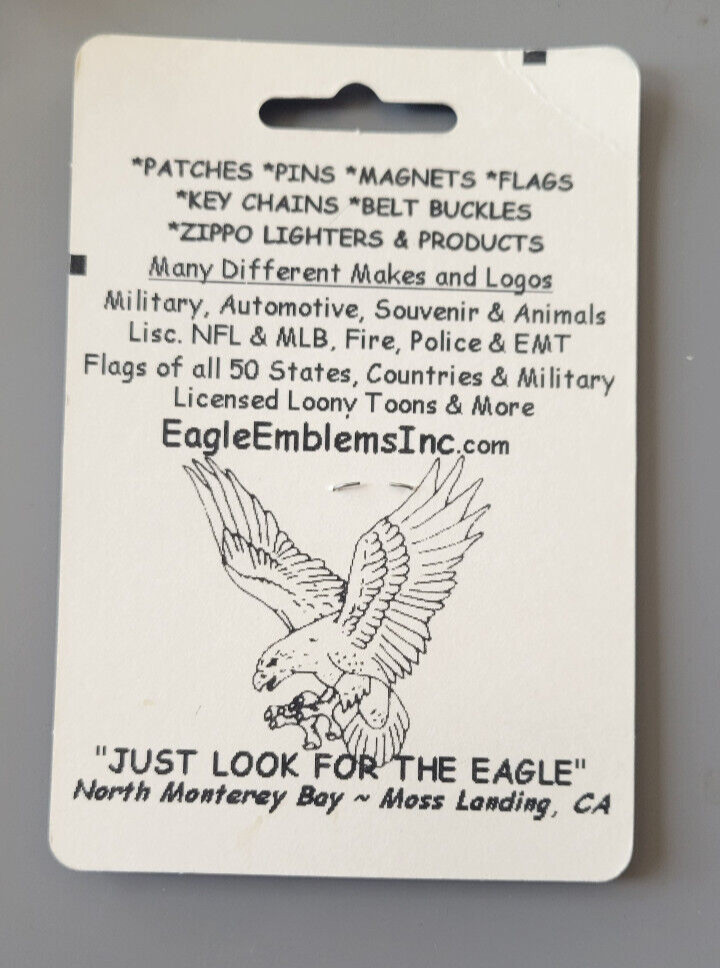 *PATCHES *PINS *MAGNETS *FLAGS
*KEY CHAINS *BELT BUCKLES
*ZIPPO LIGHTERS & PRODUCTS
Many Different Makes and Logos
Military, Automotive, Souvenir & Animals
Lisc. NFL & MLB, Fire, Police & EMT
Flags of all 50 States, Countries & Military
Licensed Loony Toons & More
EagleEmblemsInc.com
"JUST LOOK FOR THE EAGLE"
North Monterey Bay ~ Moss Landing, CA